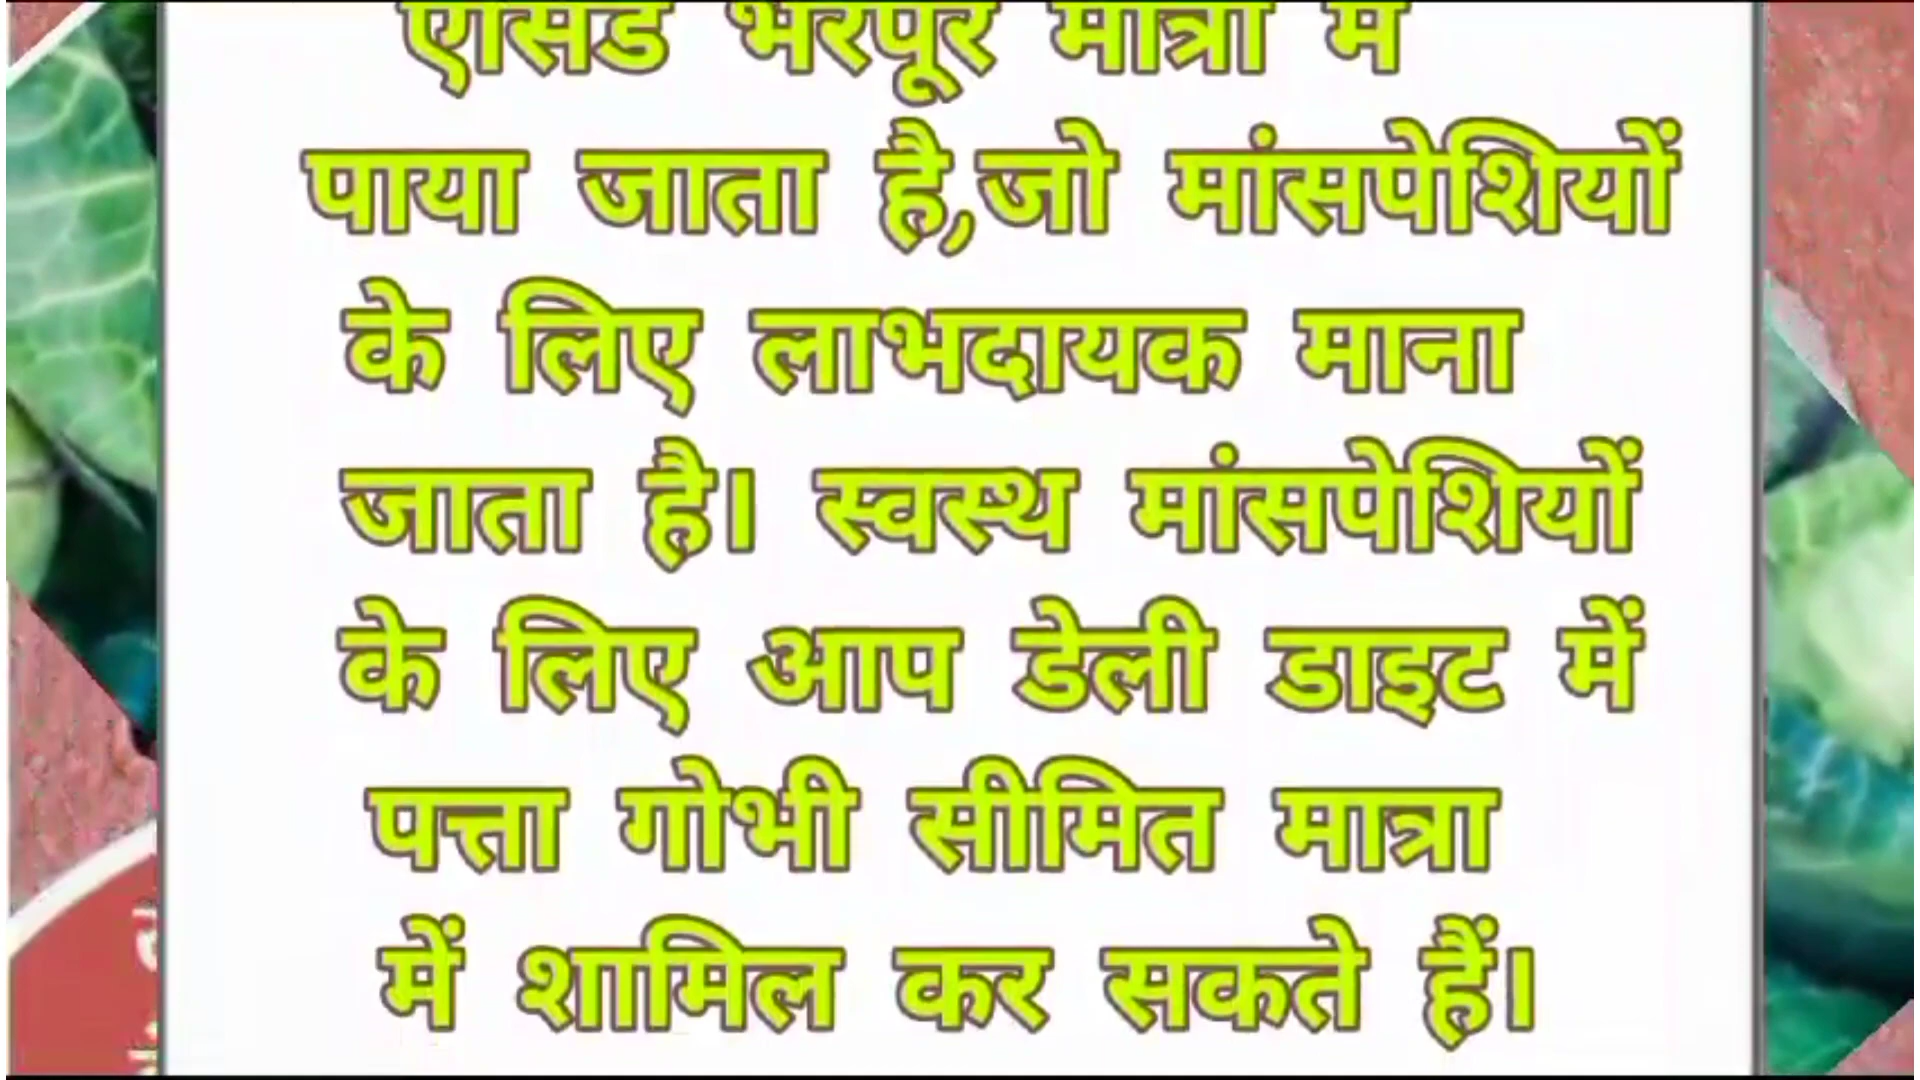 एसिड भरपूर मात्रा में
पाया जाता है,जो मांसपेशियों
के लिए लाभदायक माना
जाता है। स्वस्थ मांसपेशियों
के लिए आप डेली डाइट में
पत्ता गोभी सीमित मात्रा
में शामिल कर सकते हैं।